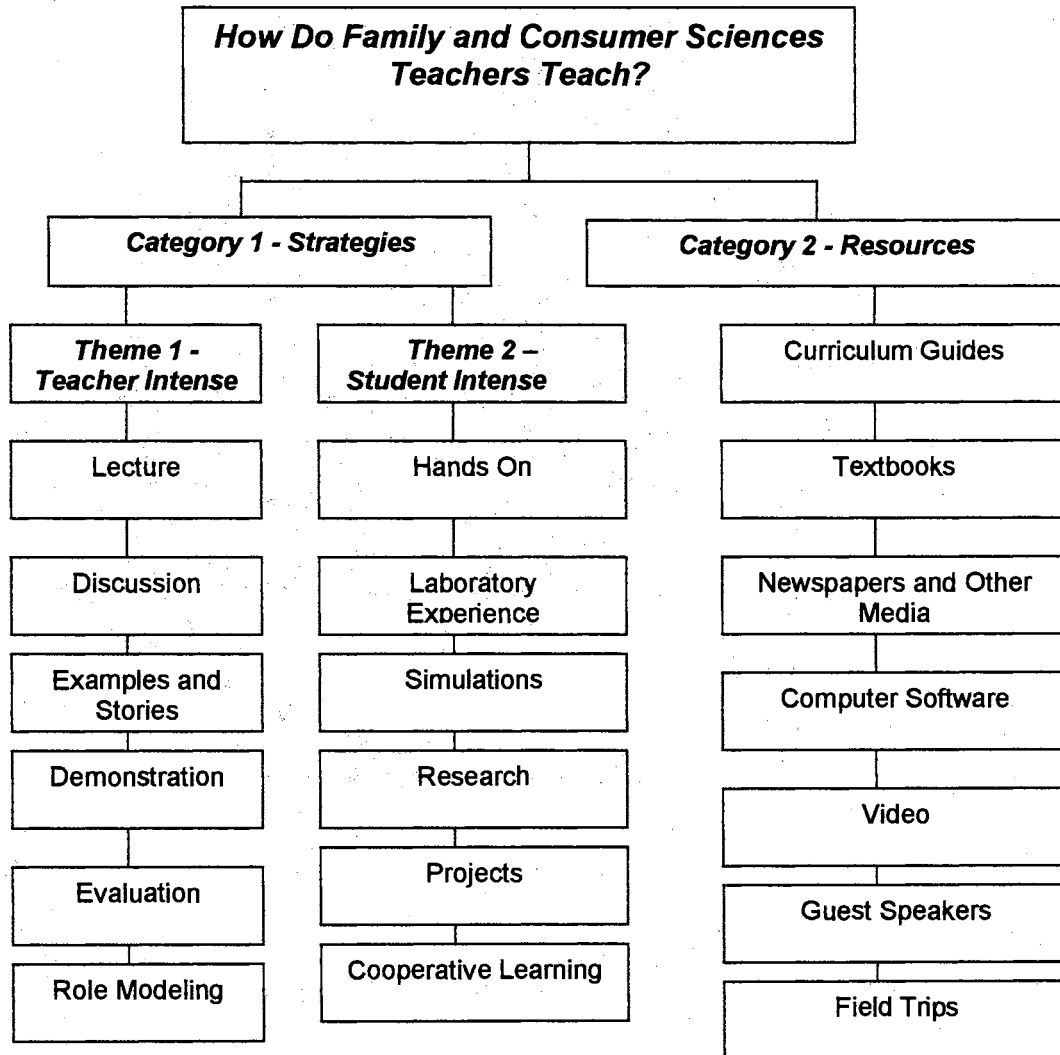 How Do Family and Consumer Sciences
Teachers Teach?
Category 1 - Strategies
Category 2 - Resources
Theme 1 -
Teacher Intense
Theme 2 –
Student Intense
Curriculum Guides
Lecture
Hands On
Textbooks
Discussion
Laboratory
Experience
Newspapers and Other
Media
Examples and
Stories
Simulations
Computer Software
Demonstration
Research
Video
Evaluation
Projects
Guest Speakers
Role Modeling
Cooperative Learning
Field Trips